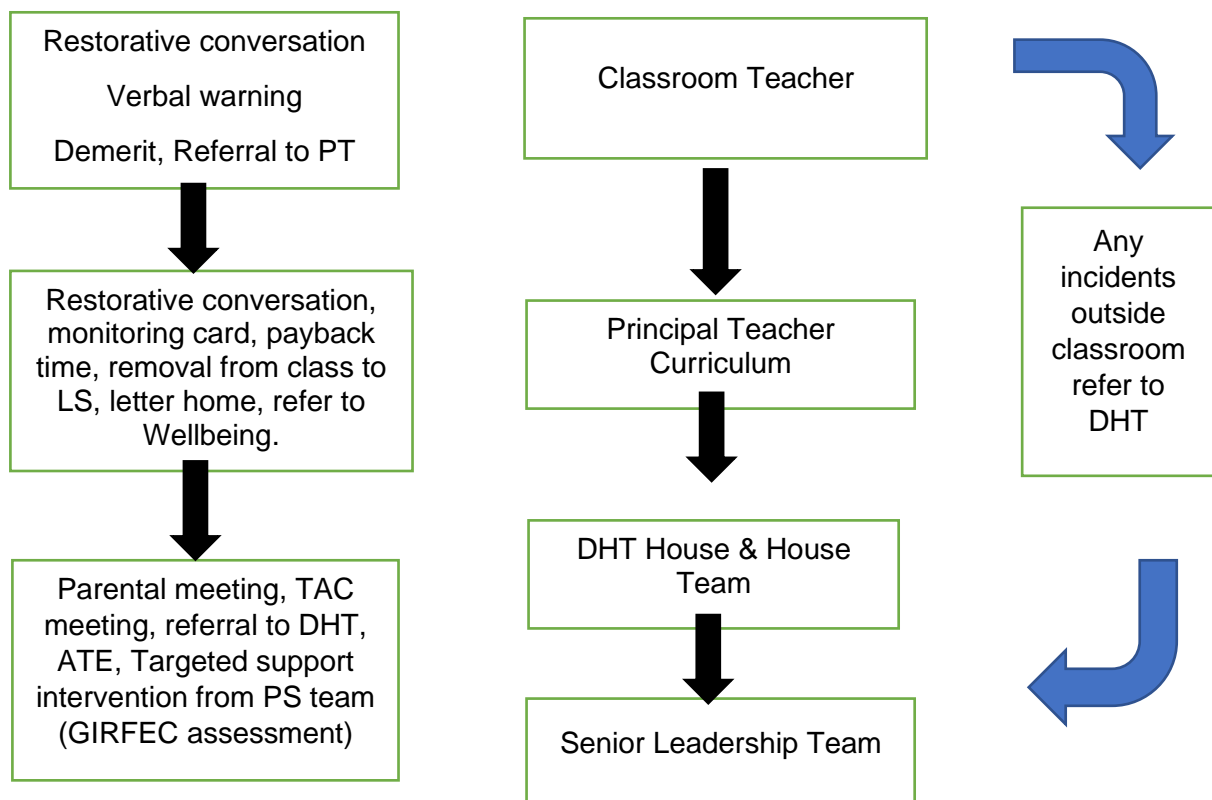 Restorative conversation
Verbal warning
Demerit, Referral to PT
Restorative conversation,
monitoring card, payback
time, removal from class to
LS, letter home, refer to
Wellbeing.
Parental meeting, TAC
meeting, referral to DHT,
ATE, Targeted support
intervention from PS team
(GIRFEC assessment)
Classroom Teacher
Principal Teacher
Curriculum
DHT House & House
Team
Senior Leadership Team
Any
incidents
outside
classroom
refer to
DHT